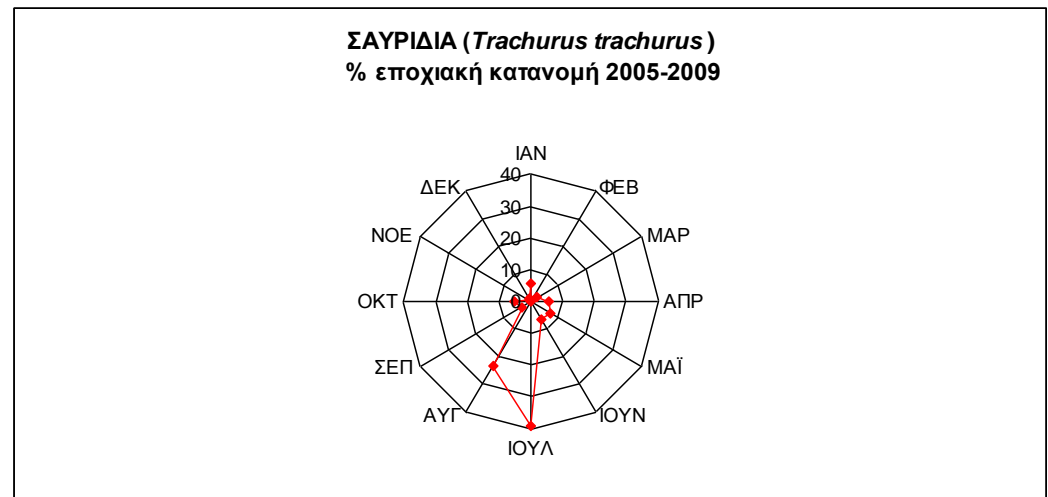 ΣΑΥΡΙΔΙΑ (Trachurus trachurus)
% εποχιακή κατανομή 2005-2009
ΙΑΝ
ΦΕΒ
ΜΑΡ
ΑΠΡ
ΜΑΪ
ΙΟΥΝ
ΙΟΥΛ
ΑΥΓ
ΣΕΠ
ΟΚΤ
ΝΟΕ
ΔΕΚ
40
30
20
10
0